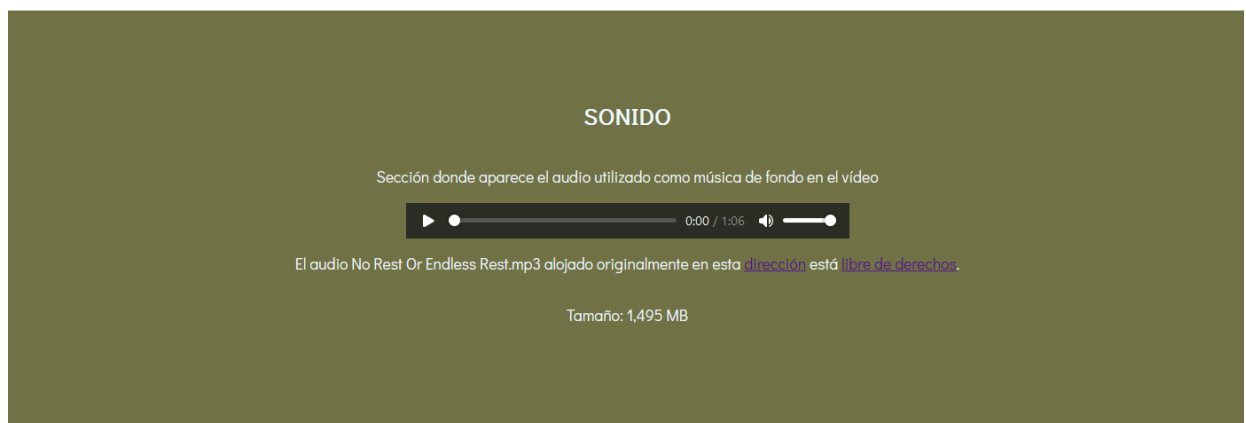 SONIDO
Sección donde aparece el audio utilizado como música de fondo en el vídeo
0:00 / 1:06
El audio No Rest Or Endless Rest.mp3 alojado originalmente en esta dirección está libre de derechos.
Tamaño: 1,495 MB